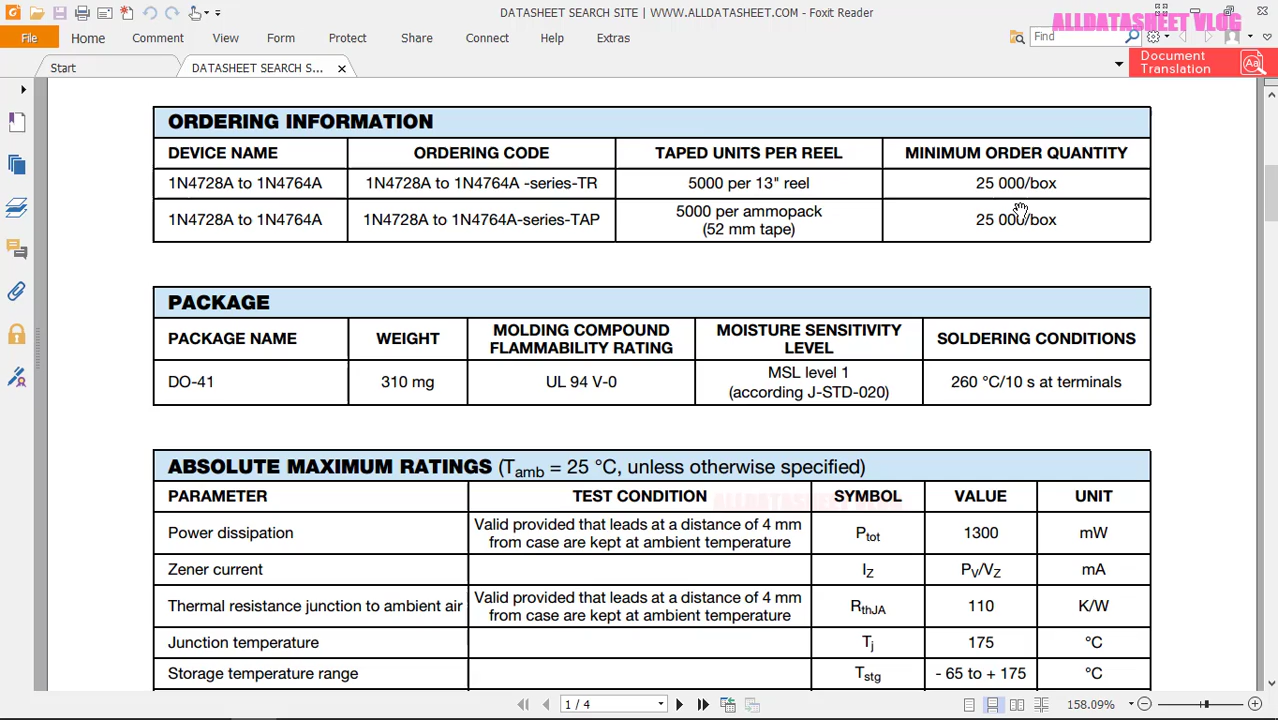 DATASHEET SEARCH SITE | WWW.ALLDATASHEET.COM - Foxit Reader
ALLDATASHEET VLOG
File Home Comment View Form Protect Share Connect Help Extras
Find
Start
DATASHEET SEARCH S...
Document
Translation
ORDERING INFORMATION
DEVICE NAME ORDERING CODE TAPED UNITS PER REEL MINIMUM ORDER QUANTITY
1N4728A to 1N4764A 1N4728A to 1N4764A -series-TR 5000 per 13" reel 25 000/box
1N4728A to 1N4764A 1N4728A to 1N4764A-series-TAP 5000 per ammopack
(52 mm tape) 25 000/box
PACKAGE
PACKAGE NAME WEIGHT MOLDING COMPOUND
FLAMMABILITY RATING MOISTURE SENSITIVITY
LEVEL SOLDERING CONDITIONS
DO-41 310 mg UL 94 V-0 MSL level 1
(according J-STD-020) 260 °C/10 s at terminals
ABSOLUTE MAXIMUM RATINGS (Tamb = 25 °C, unless otherwise specified)
ALLDATASHEET VLOG
PARAMETER TEST CONDITION SYMBOL VALUE UNIT
Power dissipation Valid provided that leads at a distance of 4 mm
from case are kept at ambient temperature Ptot 1300 mW
Zener current IZ PV/VZ mA
Thermal resistance junction to ambient air Valid provided that leads at a distance of 4 mm
from case are kept at ambient temperature RthJA 110 K/W
Junction temperature Tj 175 °C
Storage temperature range Tstg - 65 to + 175 °C
1 / 4
158.09%